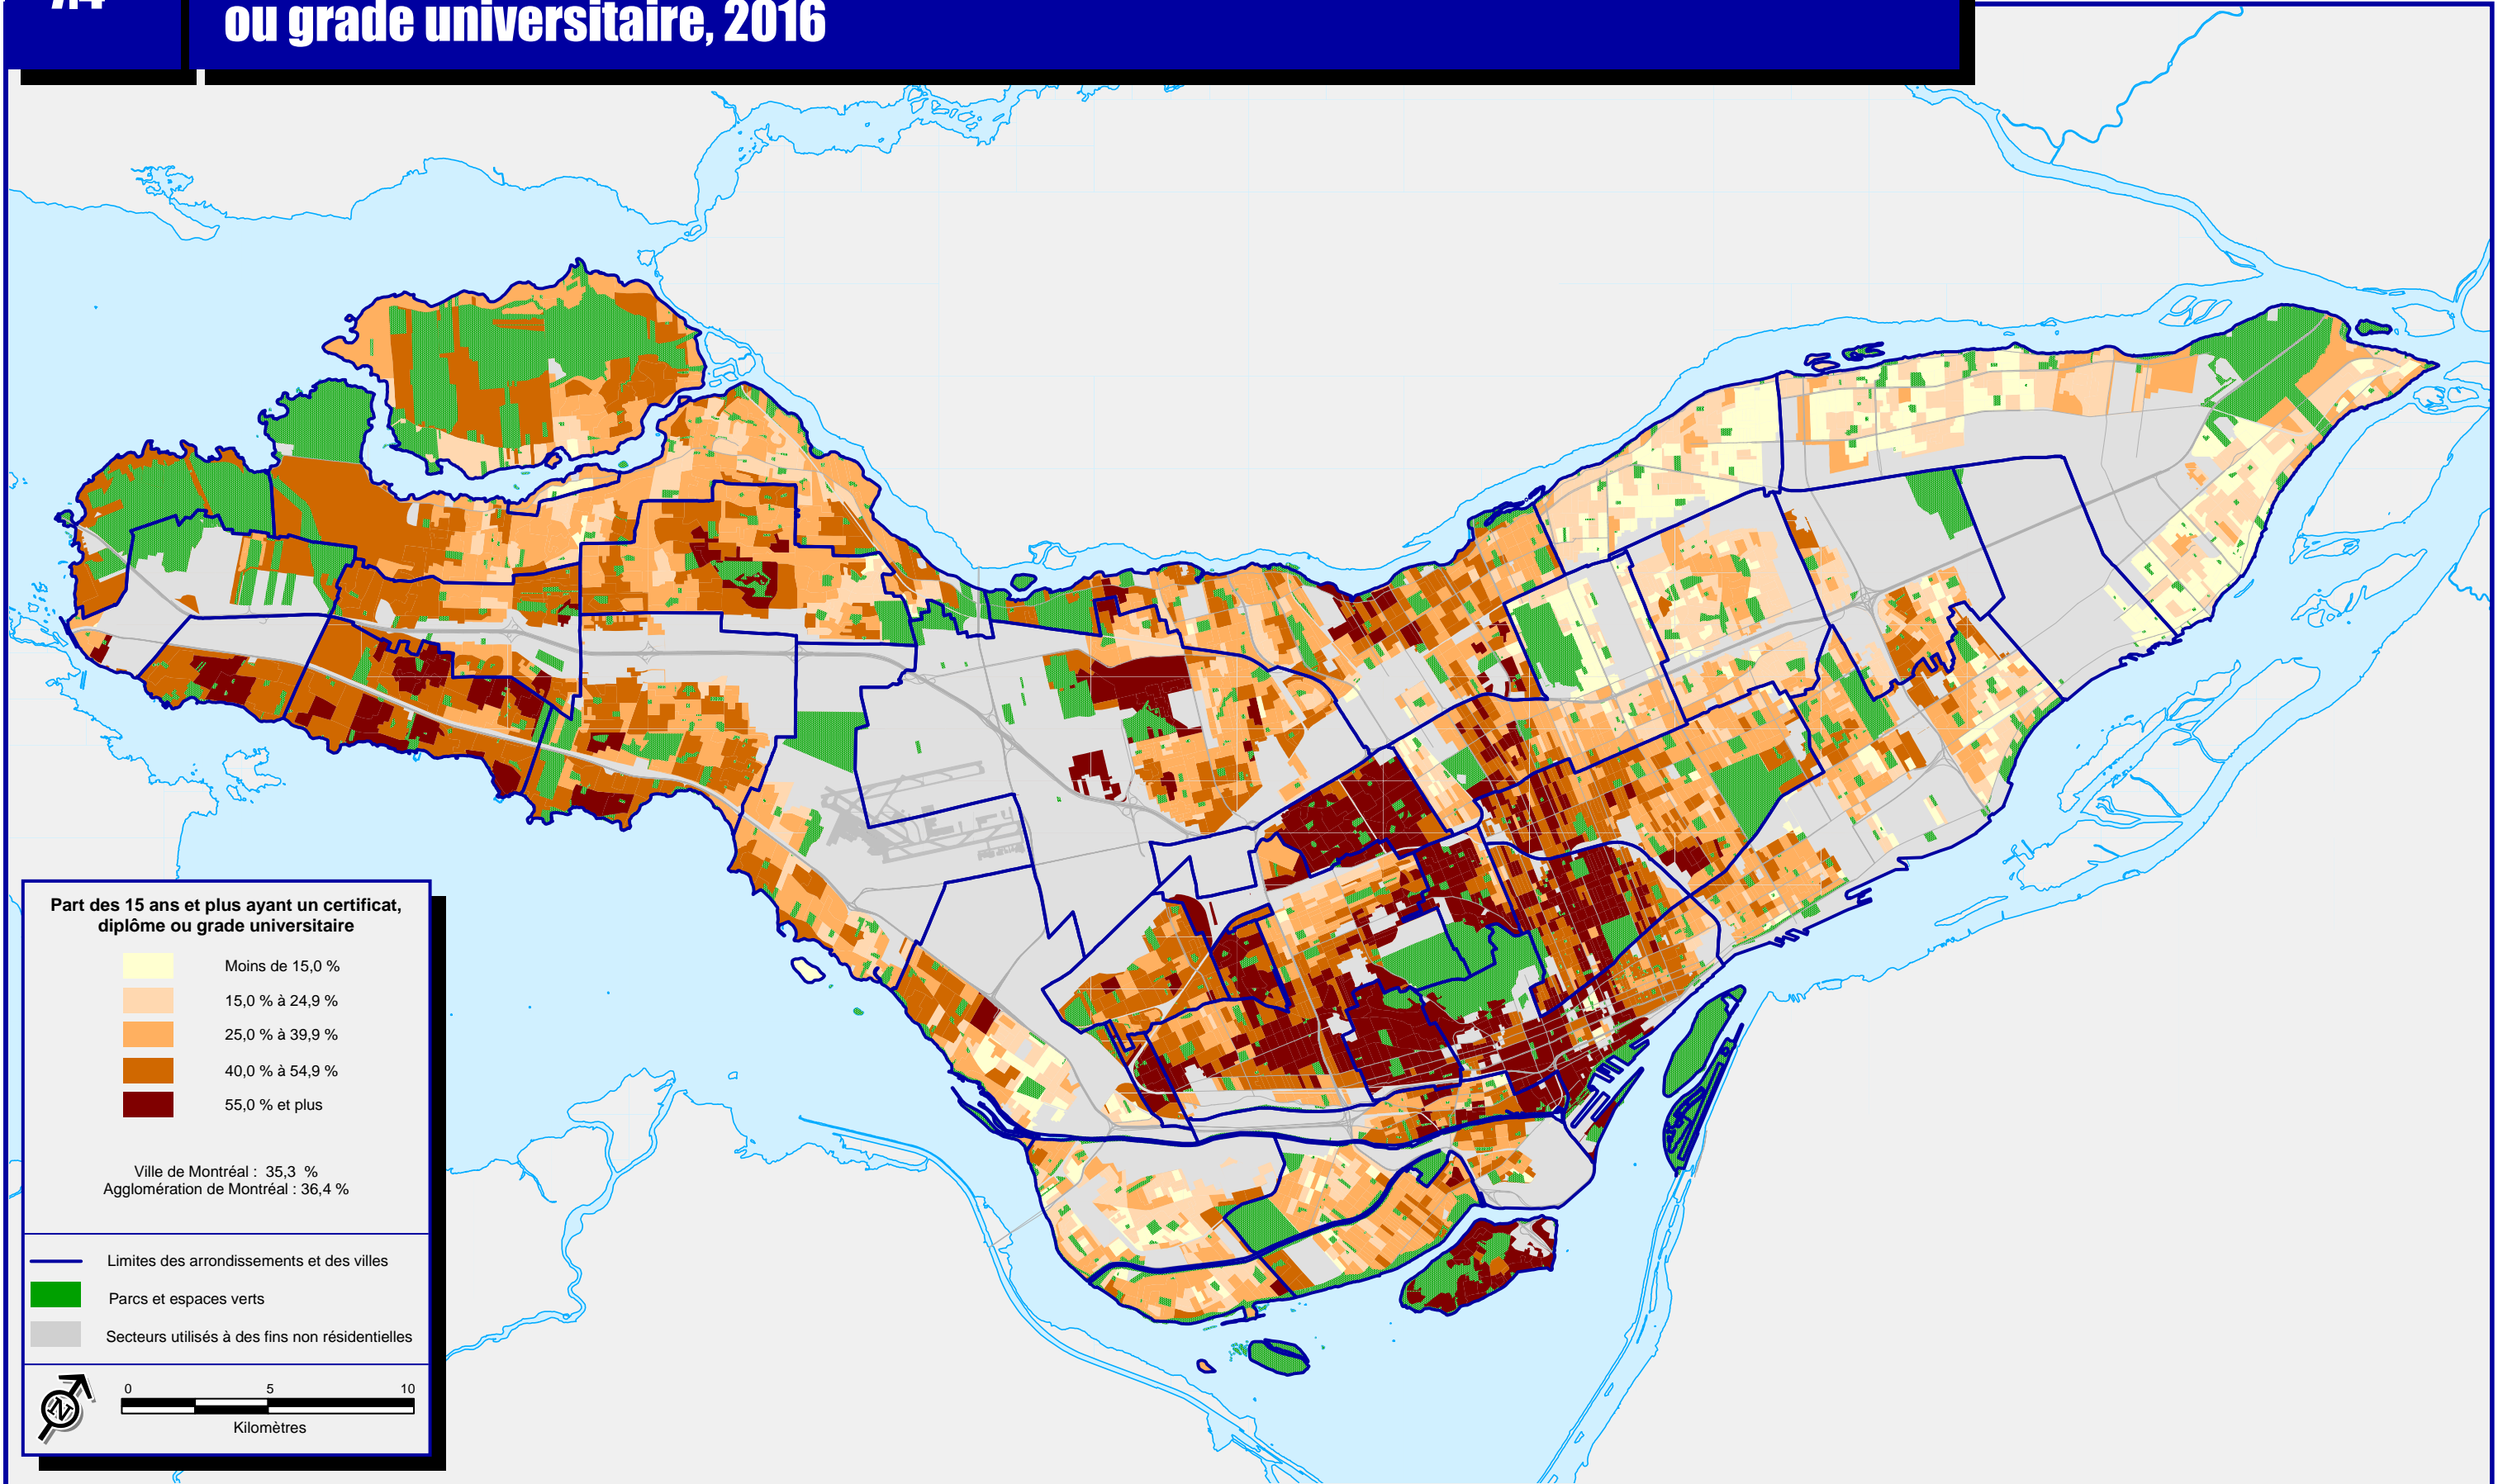 7.4
ou grade universitaire, 2016
Part des 15 ans et plus ayant un certificat,
diplôme ou grade universitaire
Moins de 15,0 %
15,0 % à 24,9 %
25,0 % à 39,9 %
40,0 % à 54,9 %
55,0 % et plus
Ville de Montréal : 35,3 %
Agglomération de Montréal : 36,4 %
Limites des arrondissements et des villes
Parcs et espaces verts
Secteurs utilisés à des fins non résidentielles
N
0 5 10
Kilomètres